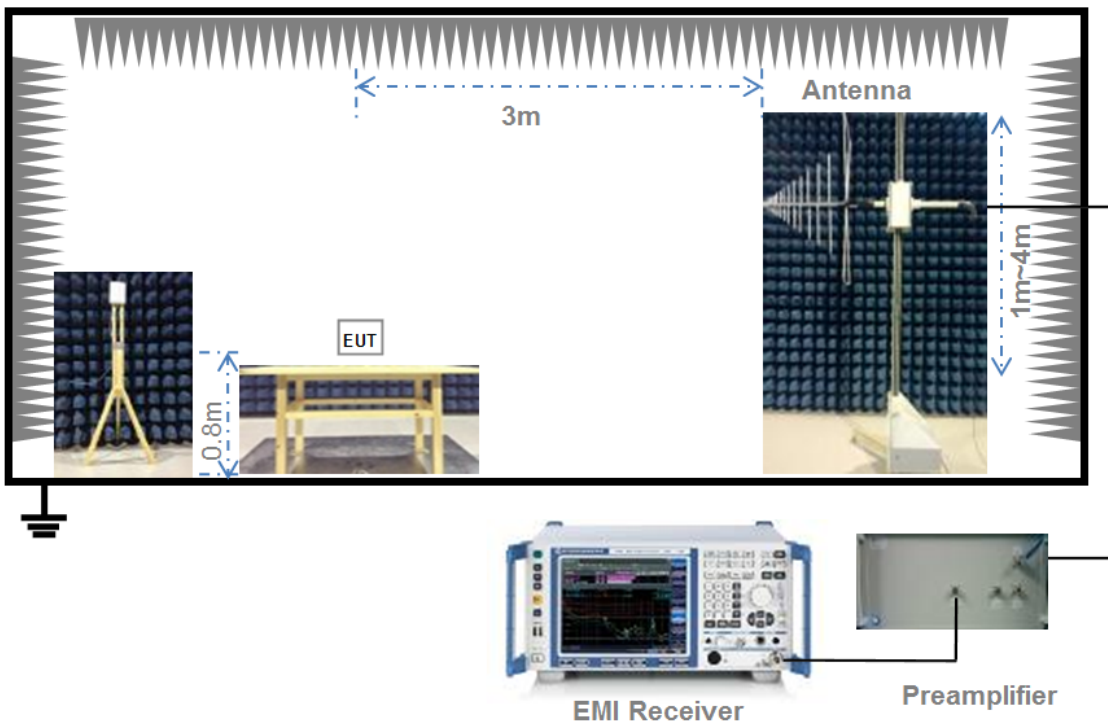 Antenna
3m
1m~4m
EUT
0.8m
EMI Receiver
Preamplifier